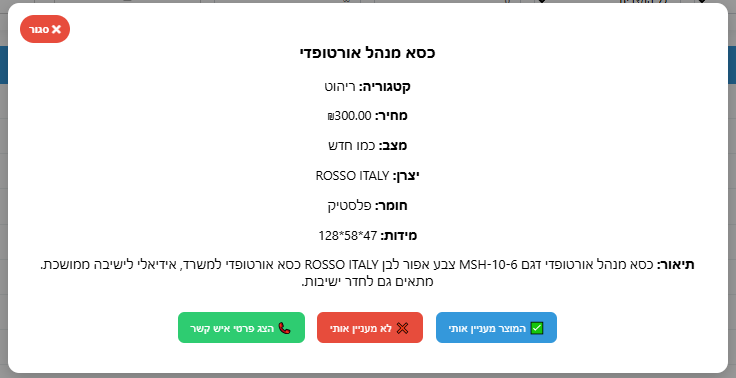 ✖ סגור
כסא מנהל אורטופדי
קטגוריה: ריהוט
מחיר: ₪300.00
מצב: כמו חדש
יצרן: ROSSO ITALY
חומר: פלסטיק
מידות: 47*58*128
תיאור: כסא מנהל אורטופדי דגם MSH-10-6 צבע אפור לבן ROSSO ITALY כסא אורטופדי למשרד, אידיאלי לישיבה ממושכת.
מתאים גם לחדר ישיבות.
✅ המוצר מעניין אותי
❌ לא מעניין אותי
📞 הצג פרטי איש קשר